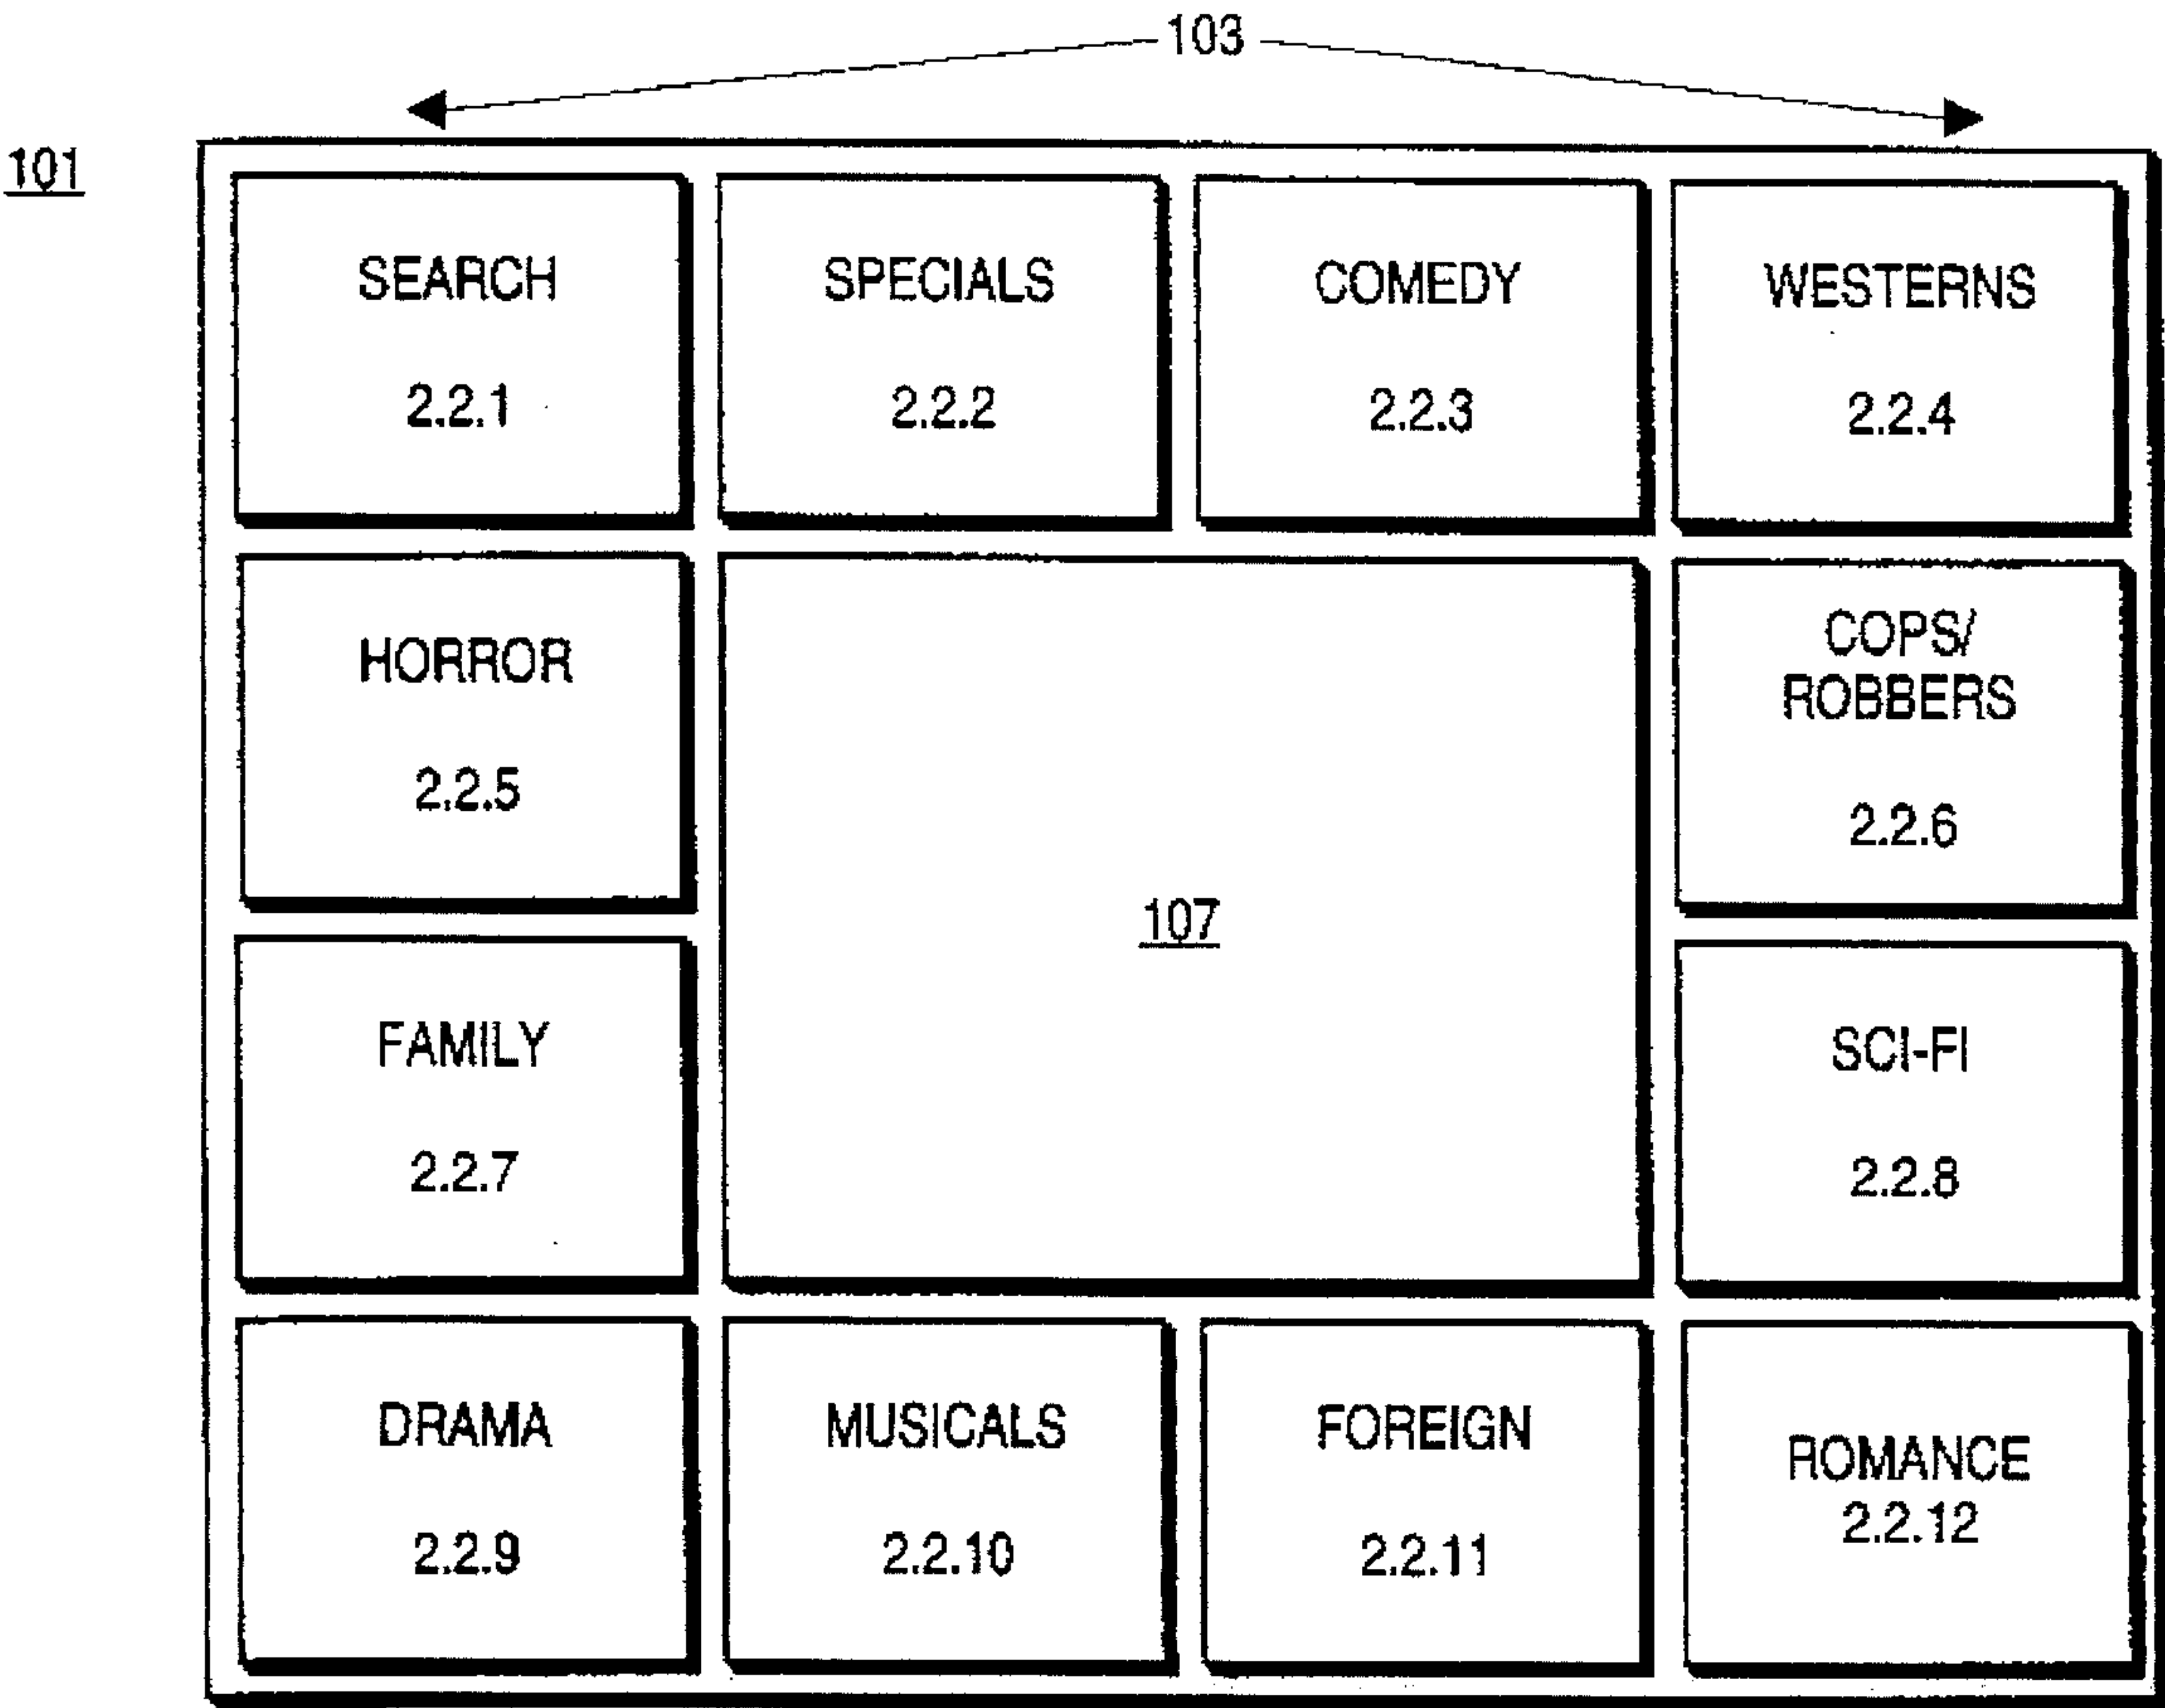 103
101
SEARCH
2.2.1
SPECIALS
2.2.2
COMEDY
2.2.3
WESTERNS
2.2.4
HORROR
2.2.5
107
COPS/
ROBBERS
2.2.6
FAMILY
2.2.7
SCI-FI
2.2.8
DRAMA
2.2.9
MUSICALS
2.2.10
FOREIGN
2.2.11
ROMANCE
2.2.12